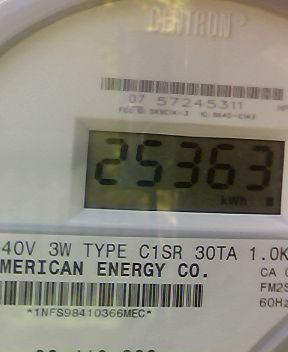 CENTRON
07 57245311
25363
kWh
40V 3W TYPE C1SR 30TA 1.0K
MERICAN ENERGY CO.
CA
FM2S
60Hz
*1NFS98410366MEC*